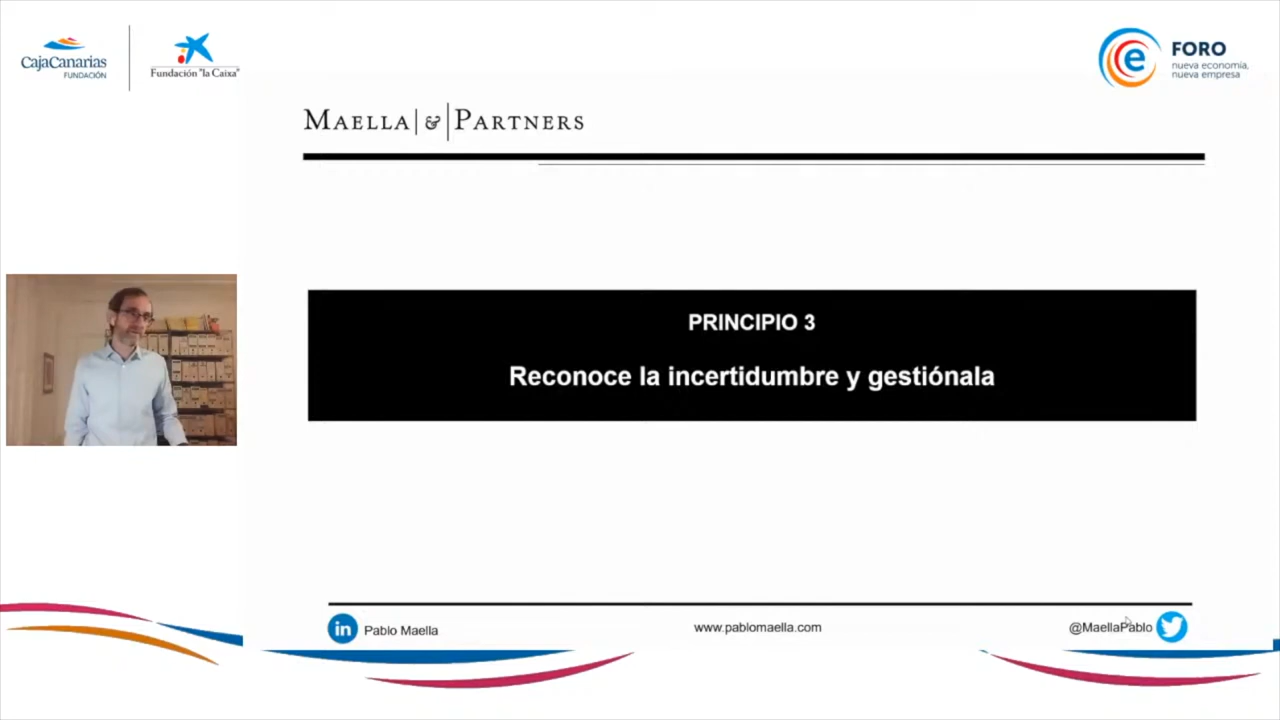 CajaCanarias
FUNDACIÓN
Fundación "la Caixa"
e
FORO
nueva economía,
nueva empresa
MAELLA & PARTNERS
PRINCIPIO 3
Reconoce la incertidumbre y gestiónala
in
Pablo Maella
www.pablomaella.com
@MaellaPablo